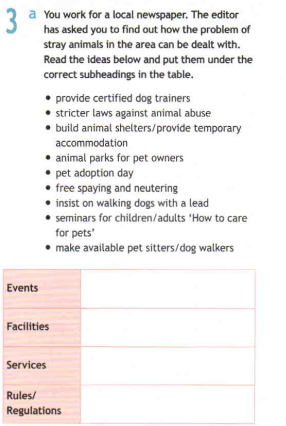 3 a You work for a local newspaper. The editor
has asked you to find out how the problem of
stray animals in the area can be dealt with.
Read the ideas below and put them under the
correct subheadings in the table.
• provide certified dog trainers
• stricter laws against animal abuse
• build animal shelters/provide temporary
accommodation
• animal parks for pet owners
• pet adoption day
• free spaying and neutering
• insist on walking dogs with a lead
• seminars for children/adults 'How to care
for pets'
• make available pet sitters/dog walkers
Events
Facilities
Services
Rules/
Regulations